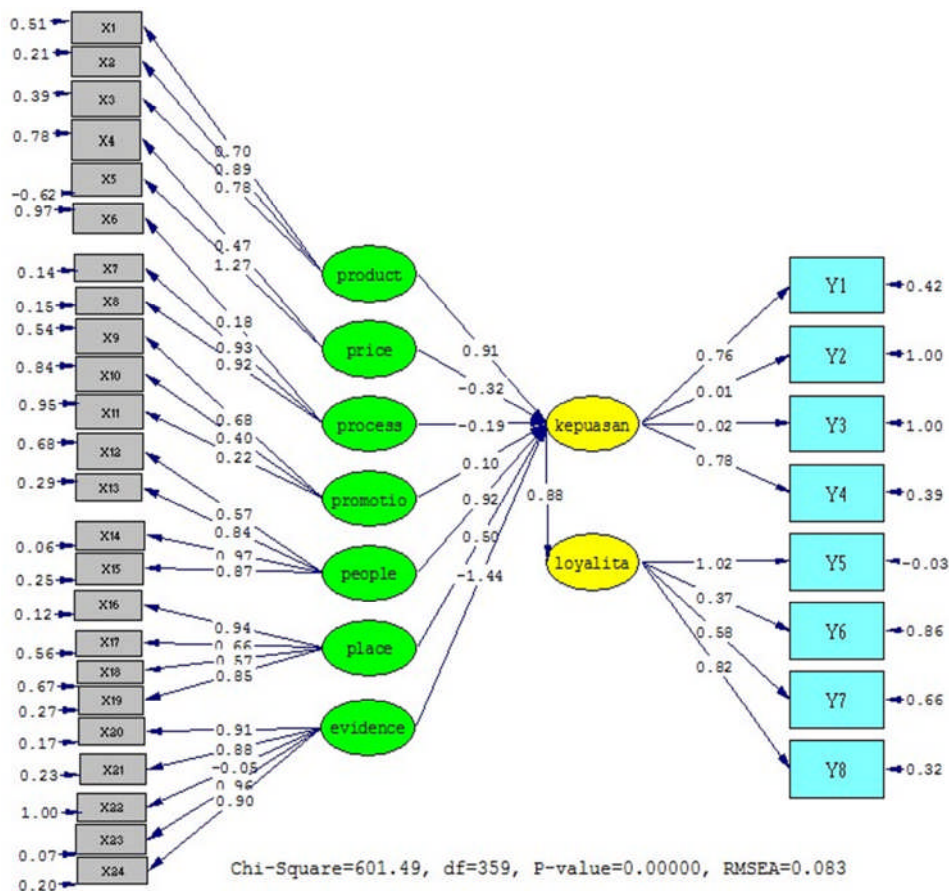 0.51 X1
0.21 X2
0.39 X3
0.78 X4
-0.62 X5
0.97 X6
0.14 X7
0.15 X8
0.54 X9
0.84 X10
0.95 X11
0.68 X12
0.29 X13
0.06 X14
0.25 X15
0.12 X16
0.56 X17
0.67 X18
0.27 X19
0.17 X20
0.23 X21
1.00 X22
0.07 X23
0.20 X24
0.70
0.89
0.78
0.47
1.27
0.18
0.93
0.92
0.68
0.40
0.22
0.57
0.84
0.97
0.87
0.94
0.66
0.57
0.85
0.91
0.88
-0.05
0.96
0.90
product
price
process
promotio
people
place
evidence
0.91
-0.32
-0.19
0.10
0.92
0.50
-1.44
kepuasan
0.88
loyalita
0.76
0.01
0.02
0.78
1.02
0.37
0.58
0.82
Y1 0.42
Y2 1.00
Y3 1.00
Y4 0.39
Y5 -0.03
Y6 0.86
Y7 0.66
Y8 0.32
Chi-Square=601.49, df=359, P-value=0.00000, RMSEA=0.083